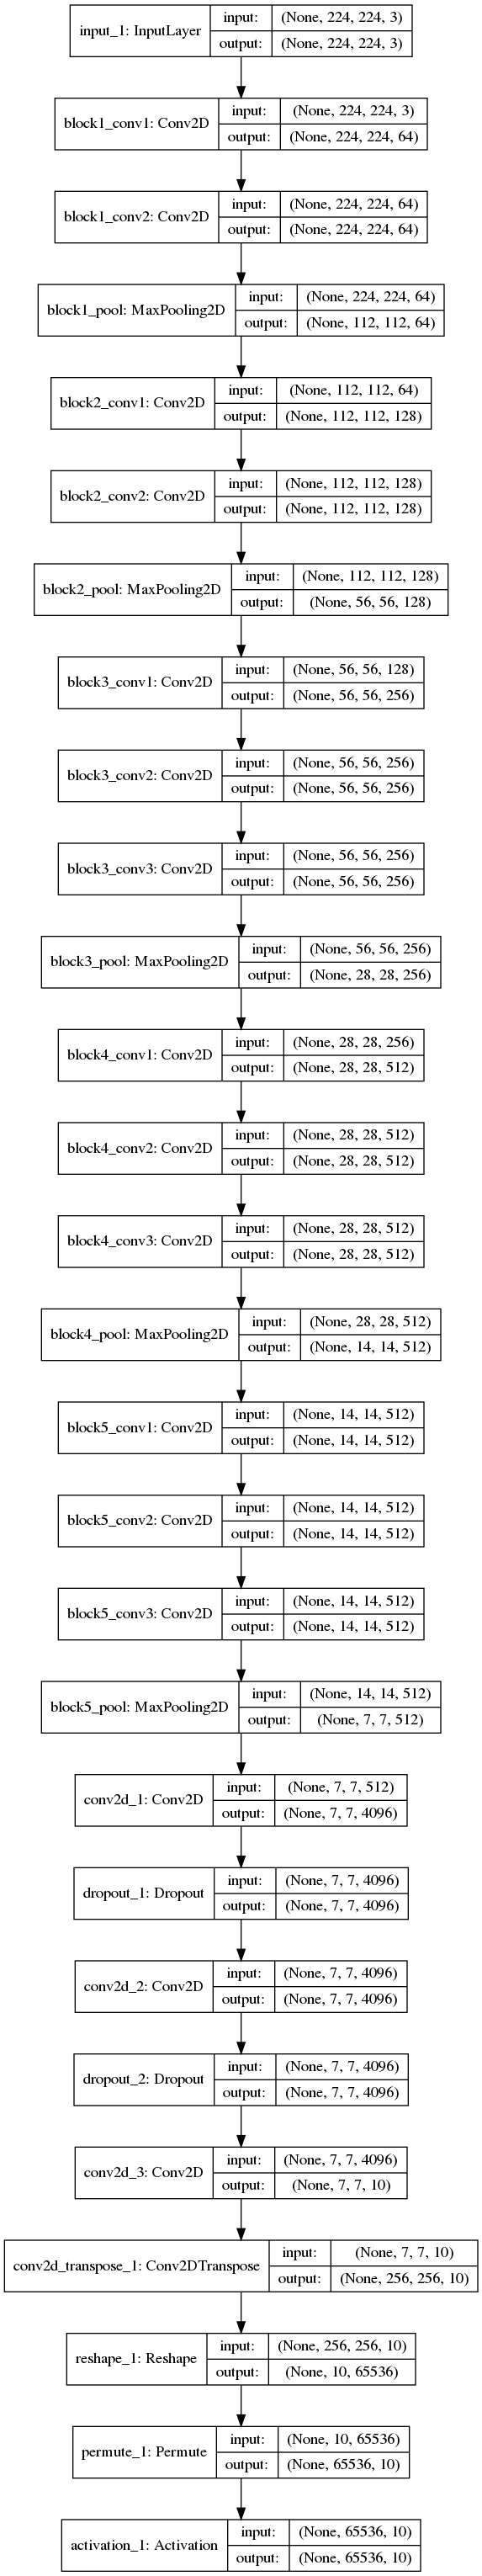 input_1: InputLayer
input: (None, 224, 224, 3)
output: (None, 224, 224, 3)
block1_conv1: Conv2D
input: (None, 224, 224, 3)
output: (None, 224, 224, 64)
block1_conv2: Conv2D
input: (None, 224, 224, 64)
output: (None, 224, 224, 64)
block1_pool: MaxPooling2D
input: (None, 224, 224, 64)
output: (None, 112, 112, 64)
block2_conv1: Conv2D
input: (None, 112, 112, 64)
output: (None, 112, 112, 128)
block2_conv2: Conv2D
input: (None, 112, 112, 128)
output: (None, 112, 112, 128)
block2_pool: MaxPooling2D
input: (None, 112, 112, 128)
output: (None, 56, 56, 128)
block3_conv1: Conv2D
input: (None, 56, 56, 128)
output: (None, 56, 56, 256)
block3_conv2: Conv2D
input: (None, 56, 56, 256)
output: (None, 56, 56, 256)
block3_conv3: Conv2D
input: (None, 56, 56, 256)
output: (None, 56, 56, 256)
block3_pool: MaxPooling2D
input: (None, 56, 56, 256)
output: (None, 28, 28, 256)
block4_conv1: Conv2D
input: (None, 28, 28, 256)
output: (None, 28, 28, 512)
block4_conv2: Conv2D
input: (None, 28, 28, 512)
output: (None, 28, 28, 512)
block4_conv3: Conv2D
input: (None, 28, 28, 512)
output: (None, 28, 28, 512)
block4_pool: MaxPooling2D
input: (None, 28, 28, 512)
output: (None, 14, 14, 512)
block5_conv1: Conv2D
input: (None, 14, 14, 512)
output: (None, 14, 14, 512)
block5_conv2: Conv2D
input: (None, 14, 14, 512)
output: (None, 14, 14, 512)
block5_conv3: Conv2D
input: (None, 14, 14, 512)
output: (None, 14, 14, 512)
block5_pool: MaxPooling2D
input: (None, 14, 14, 512)
output: (None, 7, 7, 512)
conv2d_1: Conv2D
input: (None, 7, 7, 512)
output: (None, 7, 7, 4096)
dropout_1: Dropout
input: (None, 7, 7, 4096)
output: (None, 7, 7, 4096)
conv2d_2: Conv2D
input: (None, 7, 7, 4096)
output: (None, 7, 7, 4096)
dropout_2: Dropout
input: (None, 7, 7, 4096)
output: (None, 7, 7, 4096)
conv2d_3: Conv2D
input: (None, 7, 7, 4096)
output: (None, 7, 7, 10)
conv2d_transpose_1: Conv2DTranspose
input: (None, 7, 7, 10)
output: (None, 256, 256, 10)
reshape_1: Reshape
input: (None, 256, 256, 10)
output: (None, 10, 65536)
permute_1: Permute
input: (None, 10, 65536)
output: (None, 65536, 10)
activation_1: Activation
input: (None, 65536, 10)
output: (None, 65536, 10)